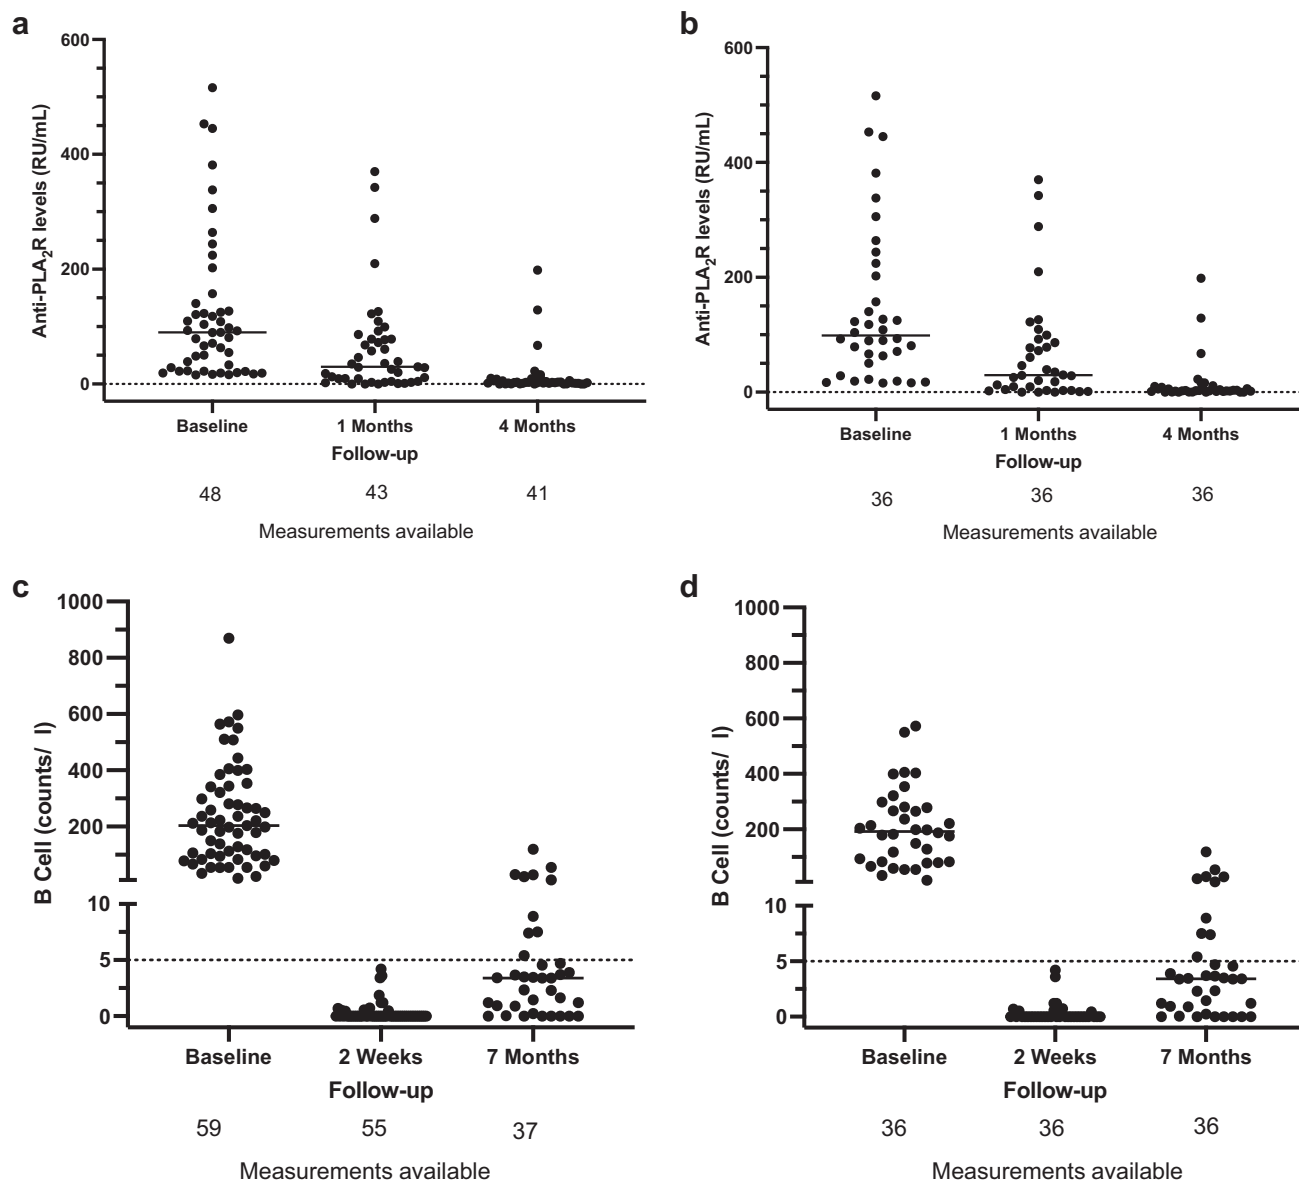 a
600
400
200
0
Anti-PLA2R levels (RU/mL)
Baseline
1 Months
4 Months
Follow-up
48
43
41
Measurements available
b
600
400
200
0
Anti-PLA2R levels (RU/mL)
Baseline
1 Months
4 Months
Follow-up
36
36
36
Measurements available
c
1000
800
600
400
200
10
5
0
B Cell (counts/ l)
Baseline
2 Weeks
7 Months
Follow-up
59
55
37
Measurements available
d
1000
800
600
400
200
10
5
0
B Cell (counts/ l)
Baseline
2 Weeks
7 Months
Follow-up
36
36
36
Measurements available